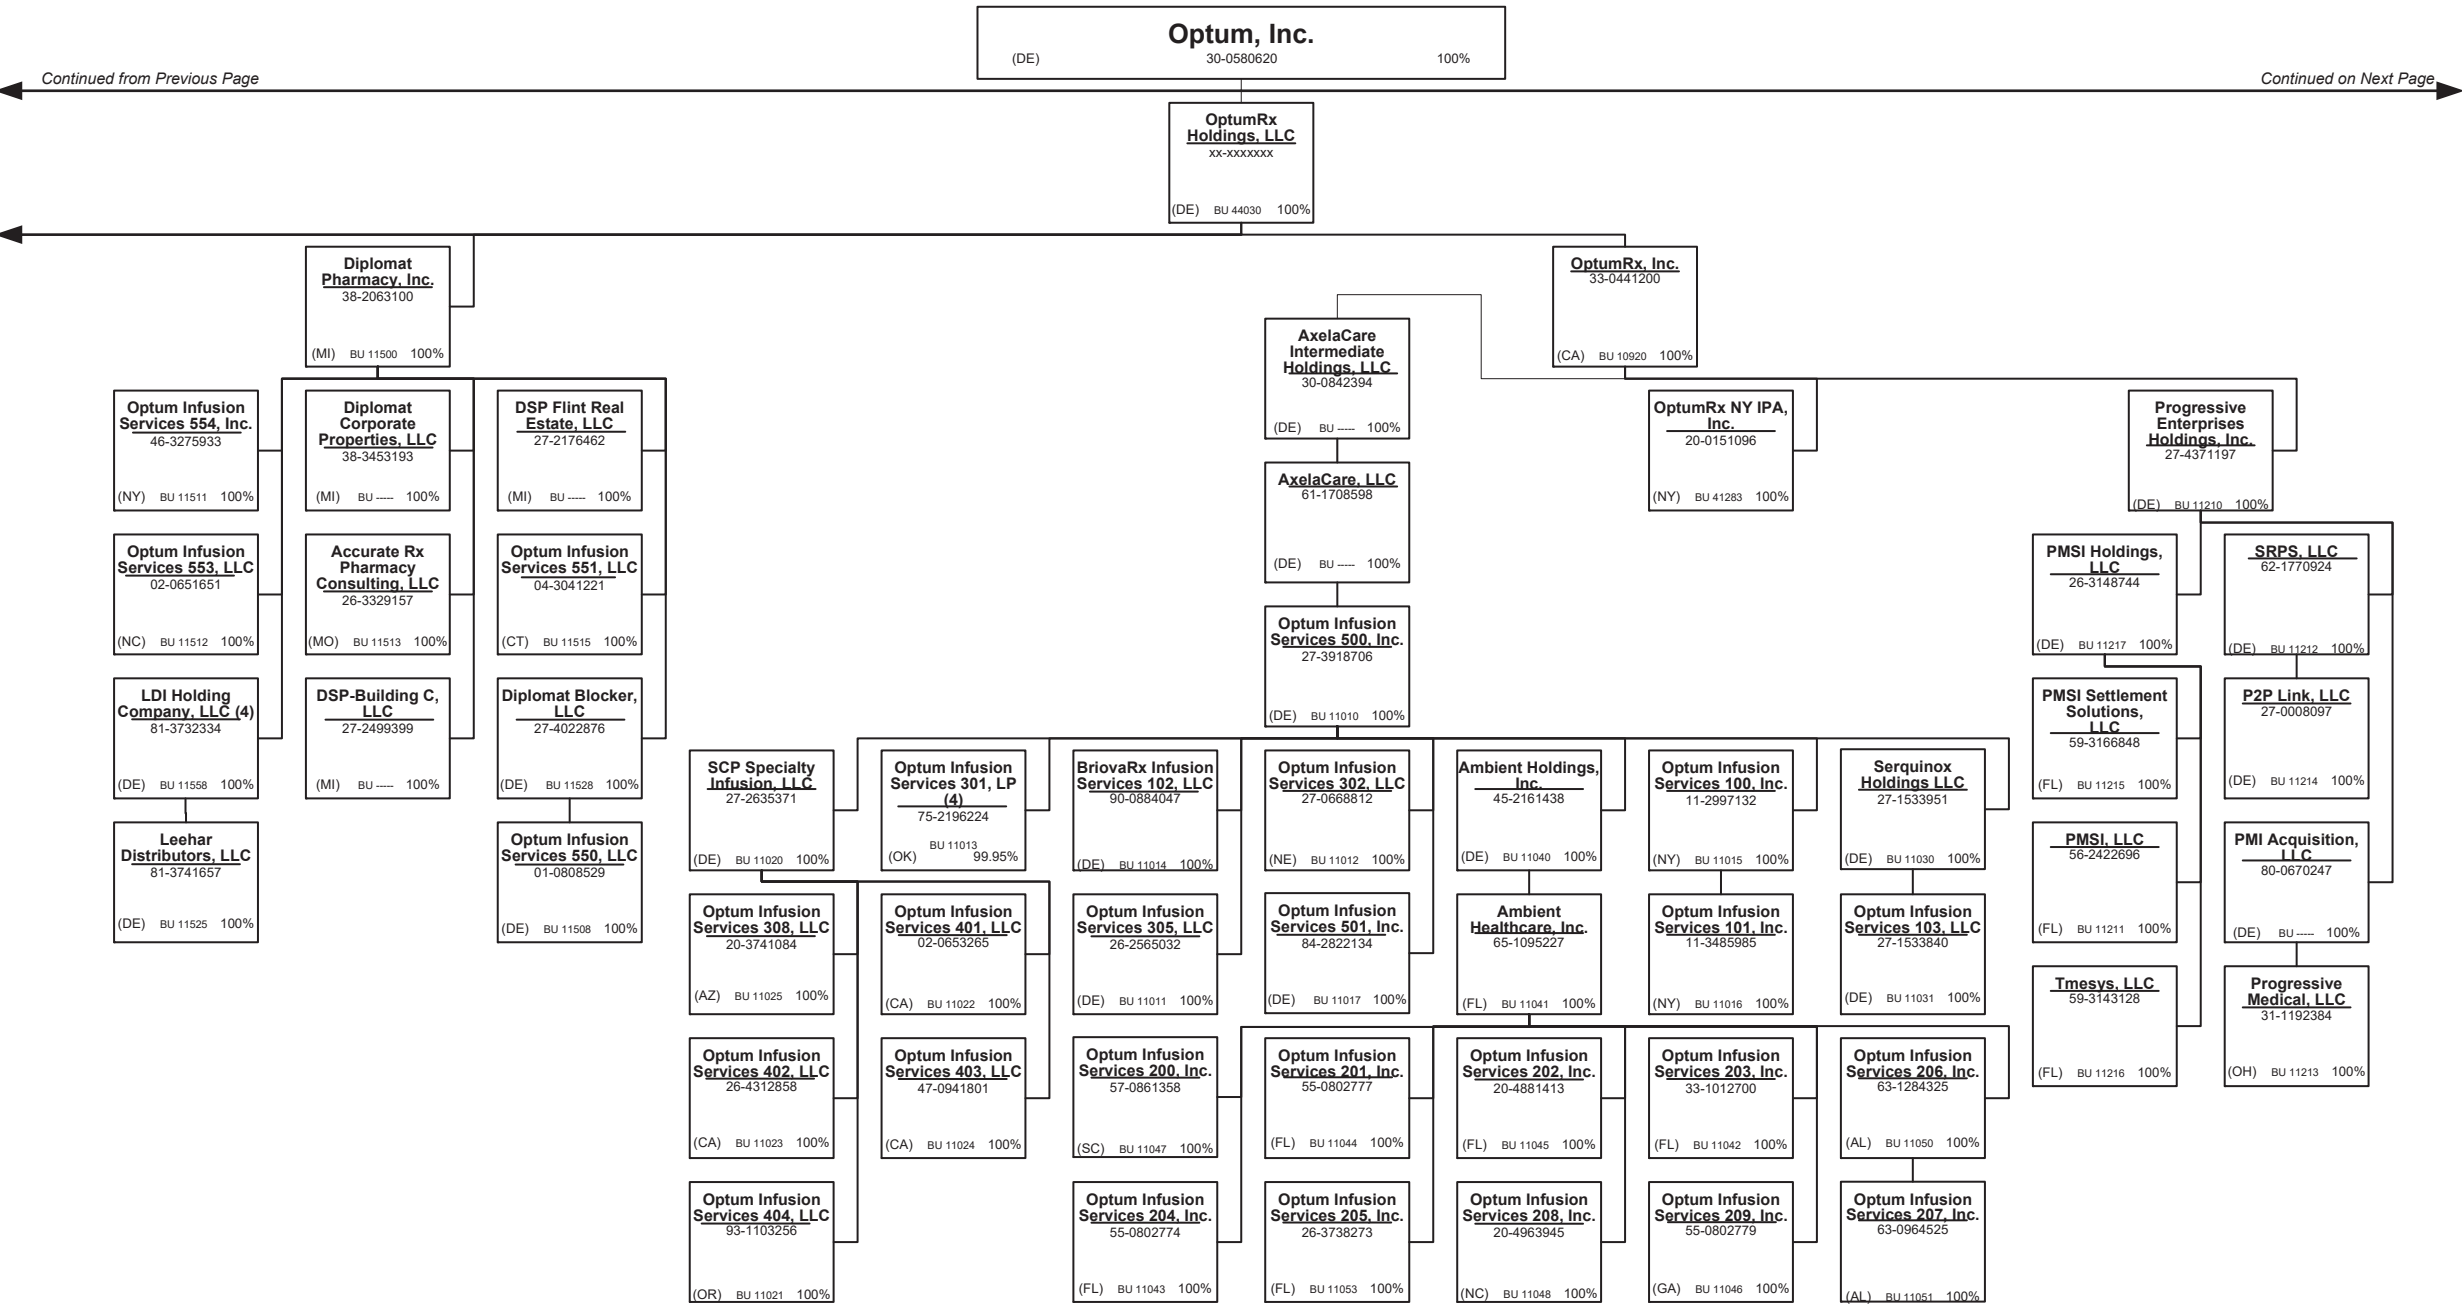 Optum, Inc.
(DE) 30-0580620 100%
Continued from Previous Page
Continued on Next Page
OptumRx
Holdings, LLC
xx-xxxxxxx
(DE) BU 44030 100%
Diplomat
Pharmacy, Inc.
38-2063100
(MI) BU 11500 100%
OptumRx, Inc.
33-0441200
(CA) BU 10920 100%
AxelaCare
Intermediate
Holdings, LLC
30-0842394
(DE) BU ----- 100%
Optum Infusion
Services 554, Inc.
46-3275933
(NY) BU 11511 100%
Diplomat
Corporate
Properties, LLC
38-3453193
(MI) BU ----- 100%
DSP Flint Real
Estate, LLC
27-2176462
(MI) BU ----- 100%
OptumRx NY IPA,
Inc.
20-0151096
(NY) BU 41283 100%
Progressive
Enterprises
Holdings, Inc.
27-4371197
(DE) BU 11210 100%
AxelaCare, LLC
61-1708598
(DE) BU ----- 100%
Optum Infusion
Services 553, LLC
02-0651651
(NC) BU 11512 100%
Accurate Rx
Pharmacy
Consulting, LLC
26-3329157
(MO) BU 11513 100%
Optum Infusion
Services 551, LLC
04-3041221
(CT) BU 11515 100%
PMSI Holdings,
LLC
26-3148744
(DE) BU 11217 100%
SRPS, LLC
62-1770924
(DE) BU 11212 100%
Optum Infusion
Services 500, Inc.
27-3918706
(DE) BU 11010 100%
LDI Holding
Company, LLC (4)
81-3732334
(DE) BU 11558 100%
DSP-Building C,
LLC
27-2499399
(MI) BU ----- 100%
Diplomat Blocker,
LLC
27-4022876
(DE) BU 11528 100%
PMSI Settlement
Solutions,
LLC
59-3166848
(FL) BU 11215 100%
P2P Link, LLC
27-0008097
(DE) BU 11214 100%
SCP Specialty
Infusion, LLC
27-2635371
(DE) BU 11020 100%
Optum Infusion
Services 301, LP
(4)
75-2196224
BU 11013
(OK) 99.95%
BriovaRx Infusion
Services 102, LLC
90-0884047
(DE) BU 11014 100%
Optum Infusion
Services 302, LLC
27-0668812
(NE) BU 11012 100%
Ambient Holdings,
Inc.
45-2161438
(DE) BU 11040 100%
Optum Infusion
Services 100, Inc.
11-2997132
(NY) BU 11015 100%
Serquinox
Holdings LLC
27-1533951
(DE) BU 11030 100%
Leehar
Distributors, LLC
81-3741657
(DE) BU 11525 100%
Optum Infusion
Services 550, LLC
01-0808529
(DE) BU 11508 100%
PMSI, LLC
56-2422696
(FL) BU 11211 100%
PMI Acquisition,
LLC
80-0670247
(DE) BU ----- 100%
Optum Infusion
Services 308, LLC
20-3741084
(AZ) BU 11025 100%
Optum Infusion
Services 401, LLC
02-0653265
(CA) BU 11022 100%
Optum Infusion
Services 305, LLC
26-2565032
(DE) BU 11011 100%
Optum Infusion
Services 501, Inc.
84-2822134
(DE) BU 11017 100%
Ambient
Healthcare, Inc.
65-1095227
(FL) BU 11041 100%
Optum Infusion
Services 101, Inc.
11-3485985
(NY) BU 11016 100%
Optum Infusion
Services 103, LLC
27-1533840
(DE) BU 11031 100%
Tmesys, LLC
59-3143128
(FL) BU 11216 100%
Progressive
Medical, LLC
31-1192384
(OH) BU 11213 100%
Optum Infusion
Services 402, LLC
26-4312858
(CA) BU 11023 100%
Optum Infusion
Services 403, LLC
47-0941801
(CA) BU 11024 100%
Optum Infusion
Services 200, Inc.
57-0861358
(SC) BU 11047 100%
Optum Infusion
Services 201, Inc.
55-0802777
(FL) BU 11044 100%
Optum Infusion
Services 202, Inc.
20-4881413
(FL) BU 11045 100%
Optum Infusion
Services 203, Inc.
33-1012700
(FL) BU 11042 100%
Optum Infusion
Services 206, Inc.
63-1284325
(AL) BU 11050 100%
Optum Infusion
Services 404, LLC
93-1103256
(OR) BU 11021 100%
Optum Infusion
Services 204, Inc.
55-0802774
(FL) BU 11043 100%
Optum Infusion
Services 205, Inc.
26-3738273
(FL) BU 11053 100%
Optum Infusion
Services 208, Inc.
20-4963945
(NC) BU 11048 100%
Optum Infusion
Services 209, Inc.
55-0802779
(GA) BU 11046 100%
Optum Infusion
Services 207, Inc.
63-0964525
(AL) BU 11051 100%